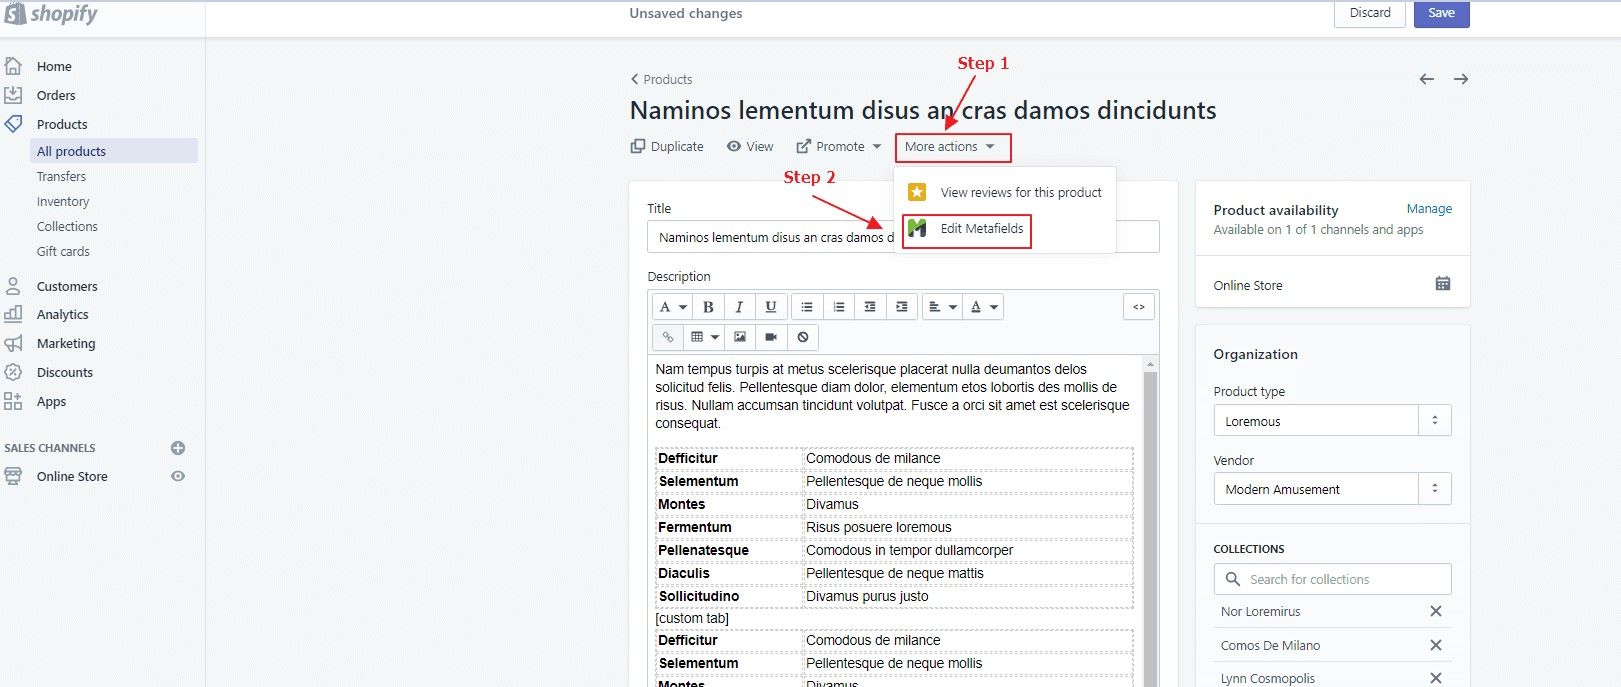 shopify
Unsaved changes
Discard
Save
Home
Orders
Products
All products
Transfers
Inventory
Collections
Gift cards
Customers
Analytics
Marketing
Discounts
Apps
SALES CHANNELS
Online Store
Products
Step 1
Naminos lementum disus an cras damos dincidunts
Duplicate View Promote More actions
Step 2
View reviews for this product
Edit Metafields
Title
Naminos lementum disus an cras damos d
Description
A B I U A <>
Nam tempus turpis at metus scelerisque placerat nulla deumantos delos
solicitud felis. Pellentesque diam dolor, elementum etos lobortis des mollis de
risus. Nullam accumsan tincidunt volutpat. Fusce a orci sit amet est scelerisque
consequat.
Defficitur Comodous de milance
Selementum Pellentesque de neque mollis
Montes Divamus
Fermentum Risus posuere loremous
Pellenatesque Comodous in tempor dullamcorper
Diaculis Pellentesque de neque mattis
Sollicitudino Divamus purus justo
[custom tab]
Defficitur Comodous de milance
Selementum Pellentesque de neque mollis
Montes Divamus
Product availability Manage
Available on 1 of 1 channels and apps
Online Store
Organization
Product type
Loremous
Vendor
Modern Amusement
COLLECTIONS
Search for collections
Nor Loremirus
Comos De Milano
Lynn Cosmopolis